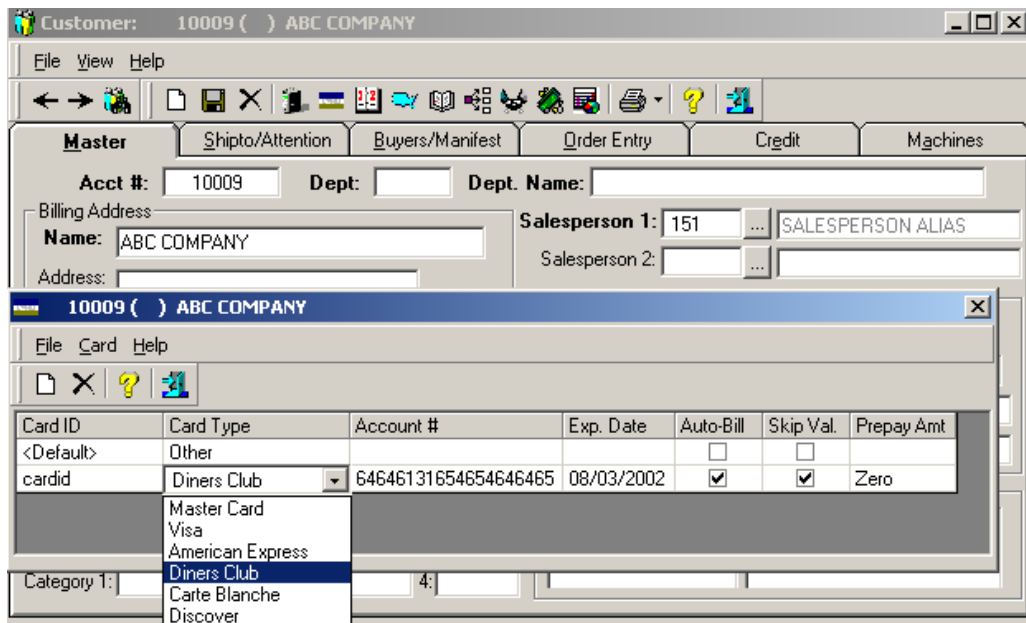 Customer: 10009 ( ) ABC COMPANY
File View Help
Master Shipto/Attention Buyers/Manifest Order Entry Credit Machines
Acct #: 10009 Dept: Dept. Name:
Billing Address
Salesperson 1: 151 ... SALESPERSON ALIAS
Name: ABC COMPANY
Salesperson 2: ...
Address:
10009 ( ) ABC COMPANY
File Card Help
Card ID Card Type Account # Exp. Date Auto-Bill Skip Val. Prepay Amt
<Default> Other
cardid Diners Club 64646131654654646465 08/03/2002 Zero
Master Card
Visa
American Express
Diners Club
Category 1: 4:
Carte Blanche
Discover